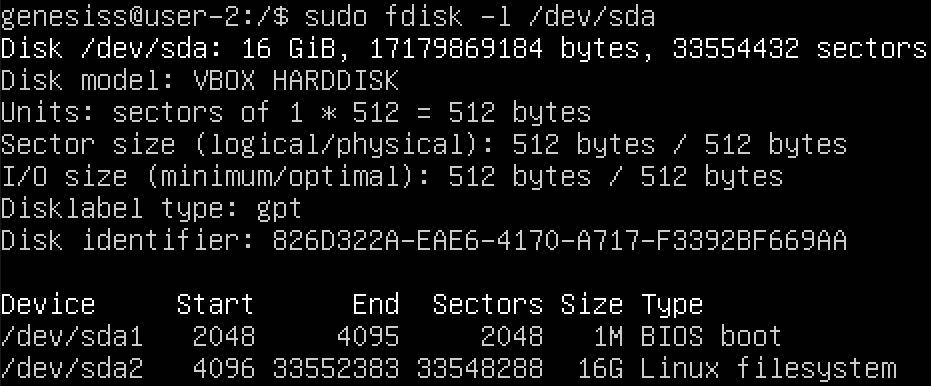 genesiss@user-2:/$ sudo fdisk -l /dev/sda
Disk /dev/sda: 16 GiB, 17179869184 bytes, 33554432 sectors
Disk model: VBOX HARDDISK
Units: sectors of 1 * 512 = 512 bytes
Sector size (logical/physical): 512 bytes / 512 bytes
I/O size (minimum/optimal): 512 bytes / 512 bytes
Disklabel type: gpt
Disk identifier: 826D322A-EAE6-4170-A717-F3392BF669AA

Device     Start      End  Sectors Size Type
/dev/sda1   2048     4095     2048   1M BIOS boot
/dev/sda2   4096 33552383 33548288  16G Linux filesystem